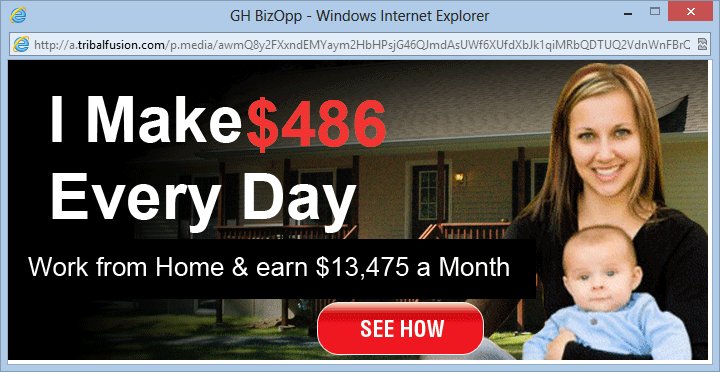 GH BizOpp - Windows Internet Explorer
http://a.tribalfusion.com/p.media/awmQ8y2FXxndEMYaym2HbHPsjG46QJmdAsUWf6XUfdXbJk1qiMRbQDTUQ2VdnWnFBrC
I Make $486
Every Day
Work from Home & earn $13,475 a Month
SEE HOW